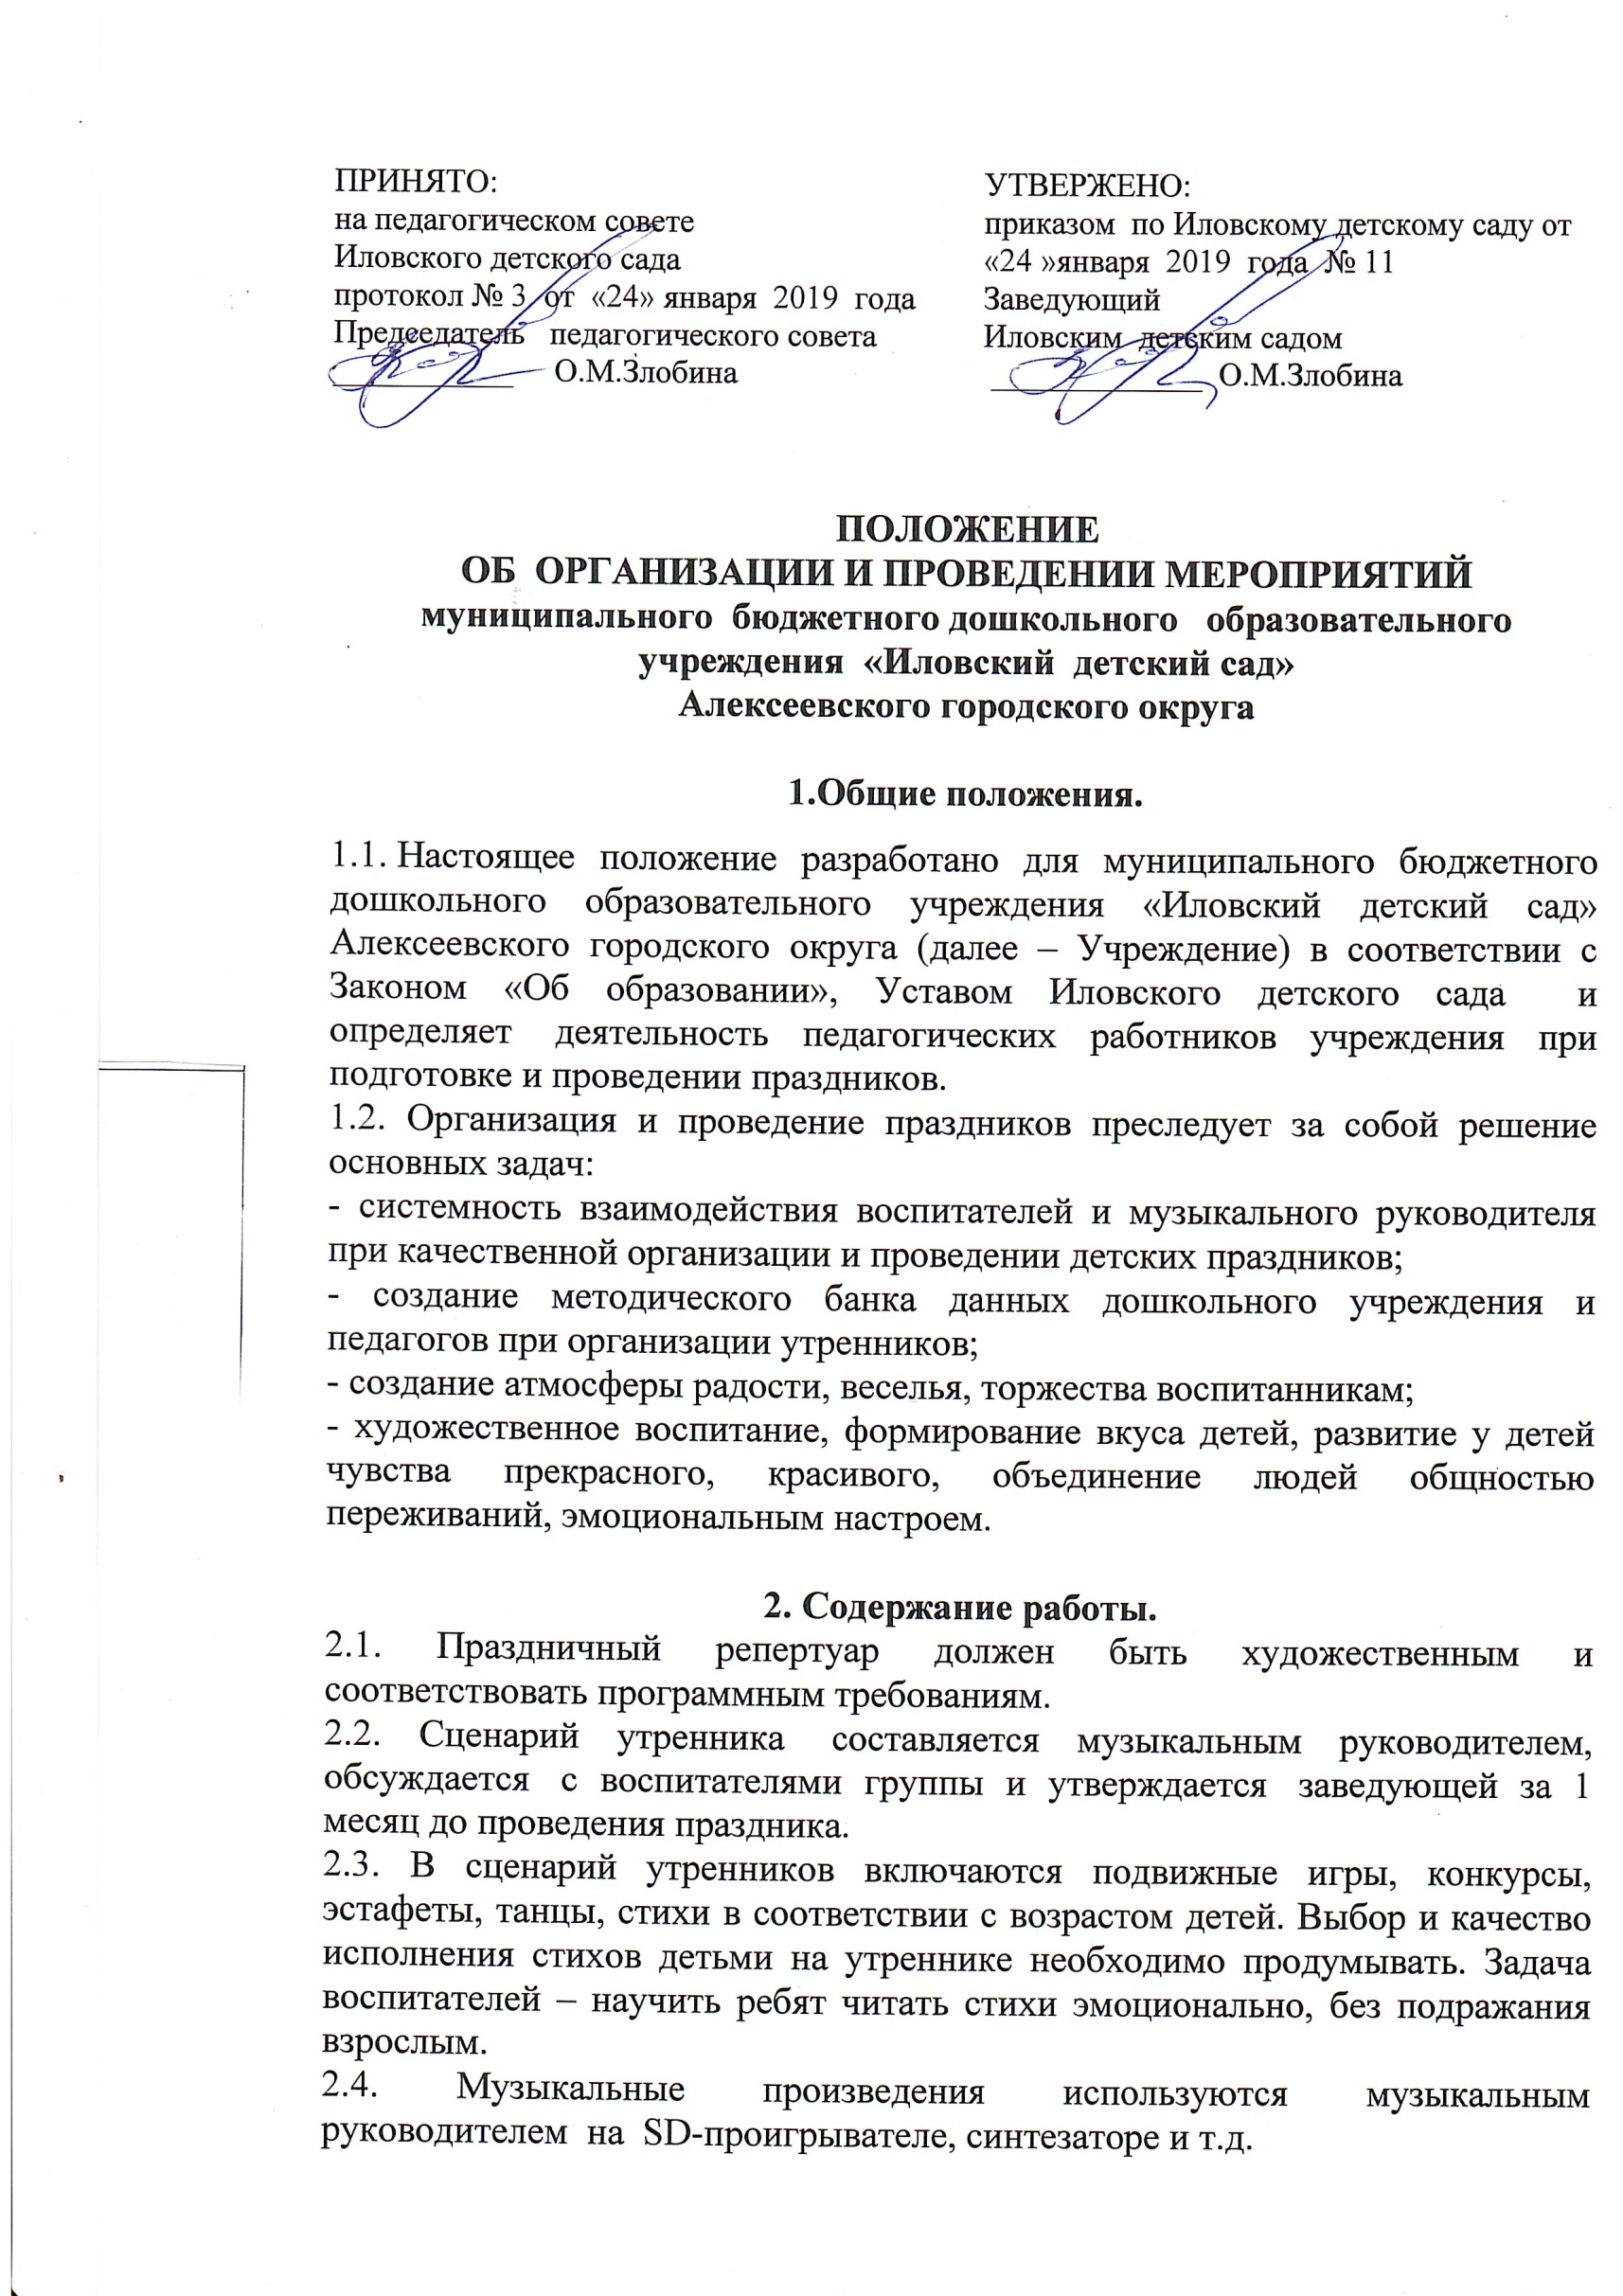 ПРИНЯТО:
на педагогическом совете
Иловского детского сада
протокол № 3 от «24» января 2019 года
Председатель педагогического совета
О.М.Злобина
УТВЕРЖЕНО:
приказом по Иловскому детскому саду от
«24 »января 2019 года № 11
Заведующий
Иловским детским садом
О.М.Злобина
ПОЛОЖЕНИЕ
ОБ ОРГАНИЗАЦИИ И ПРОВЕДЕНИИ МЕРОПРИЯТИЙ
муниципального бюджетного дошкольного образовательного
учреждения «Иловский детский сад»
Алексеевского городского округа
1.Общие положения.
1.1. Настоящее положение разработано для муниципального бюджетного
дошкольного образовательного учреждения «Иловский детский сад»
Алексеевского городского округа (далее – Учреждение) в соответствии с
Законом «Об образовании», Уставом Иловского детского сада и
определяет деятельность педагогических работников учреждения при
подготовке и проведении праздников.
1.2. Организация и проведение праздников преследует за собой решение
основных задач:
- системность взаимодействия воспитателей и музыкального руководителя
при качественной организации и проведении детских праздников;
- создание методического банка данных дошкольного учреждения и
педагогов при организации утренников;
- создание атмосферы радости, веселья, торжества воспитанникам;
- художественное воспитание, формирование вкуса детей, развитие у детей
чувства прекрасного, красивого, объединение людей общностью
переживаний, эмоциональным настроем.
2. Содержание работы.
2.1. Праздничный репертуар должен быть художественным и
соответствовать программным требованиям.
2.2. Сценарий утренника составляется музыкальным руководителем,
обсуждается с воспитателями группы и утверждается заведующей за 1
месяц до проведения праздника.
2.3. В сценарий утренников включаются подвижные игры, конкурсы,
эстафеты, танцы, стихи в соответствии с возрастом детей. Выбор и качество
исполнения стихов детьми на утреннике необходимо продумывать. Задача
воспитателей – научить ребят читать стихи эмоционально, без подражания
взрослым.
2.4. Музыкальные произведения используются музыкальным
руководителем на SD-проигрывателе, синтезаторе и т.д.